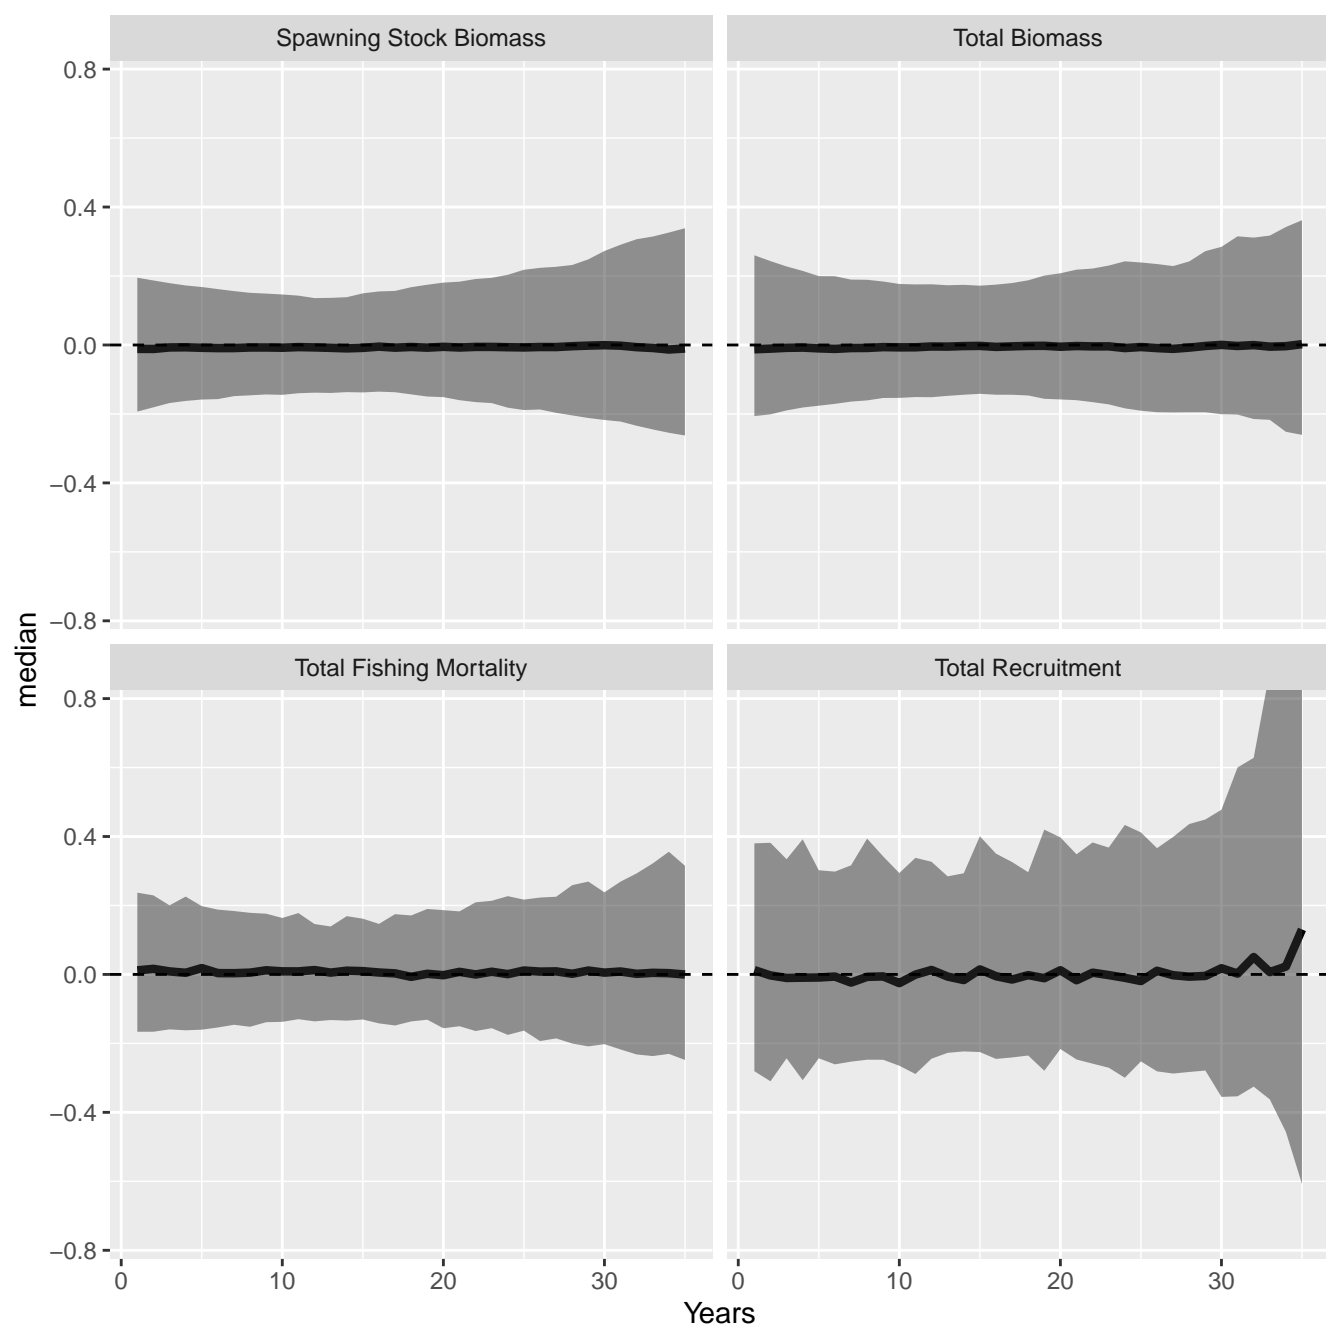 Spawning Stock Biomass
Total Biomass
0.8
0.4
0.0
−0.4
−0.8
median
Total Fishing Mortality
Total Recruitment
0.8
0.4
0.0
−0.4
−0.8
0 10 20 30
0 10 20 30
Years